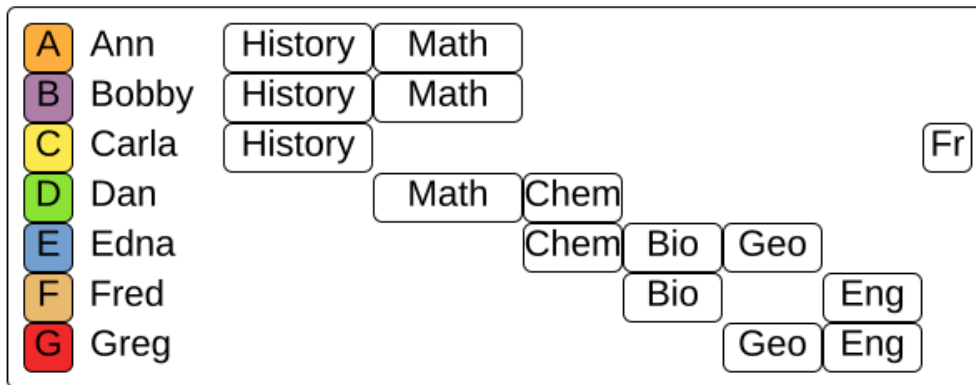 A Ann History Math
B Bobby History Math
C Carla History Fr
D Dan Math Chem
E Edna Chem Bio Geo
F Fred Bio Eng
G Greg Geo Eng